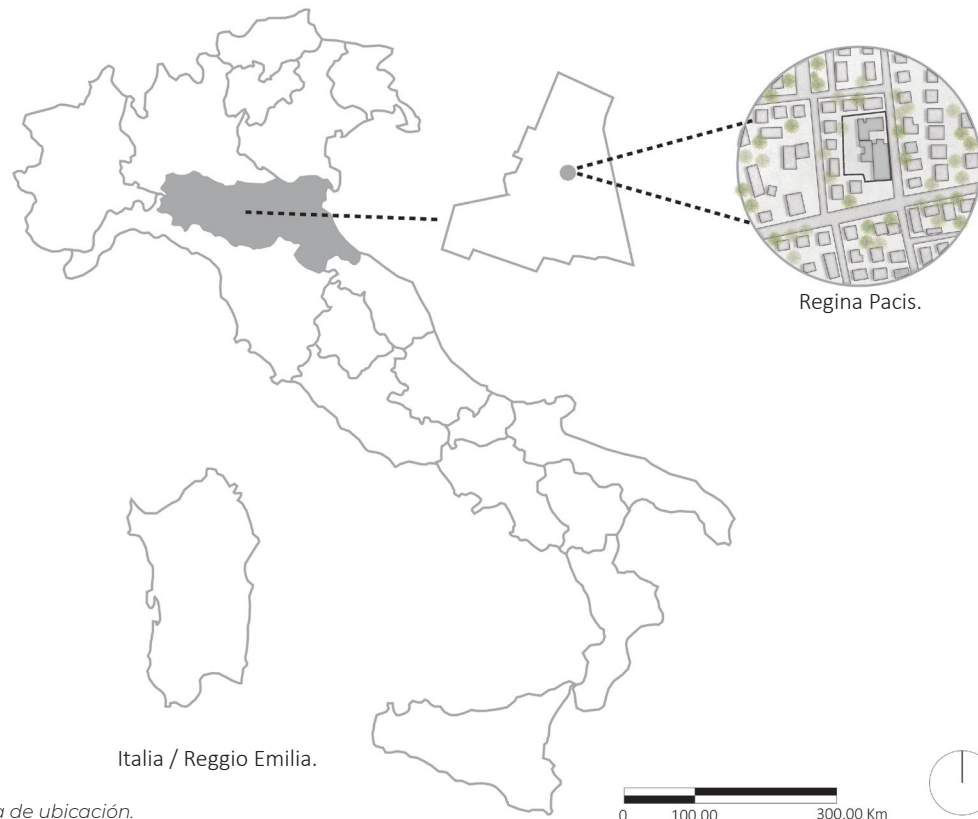 Regina Pacis.
Italia / Reggio Emilia.
de ubicación.
0 100.00 300.00 Km